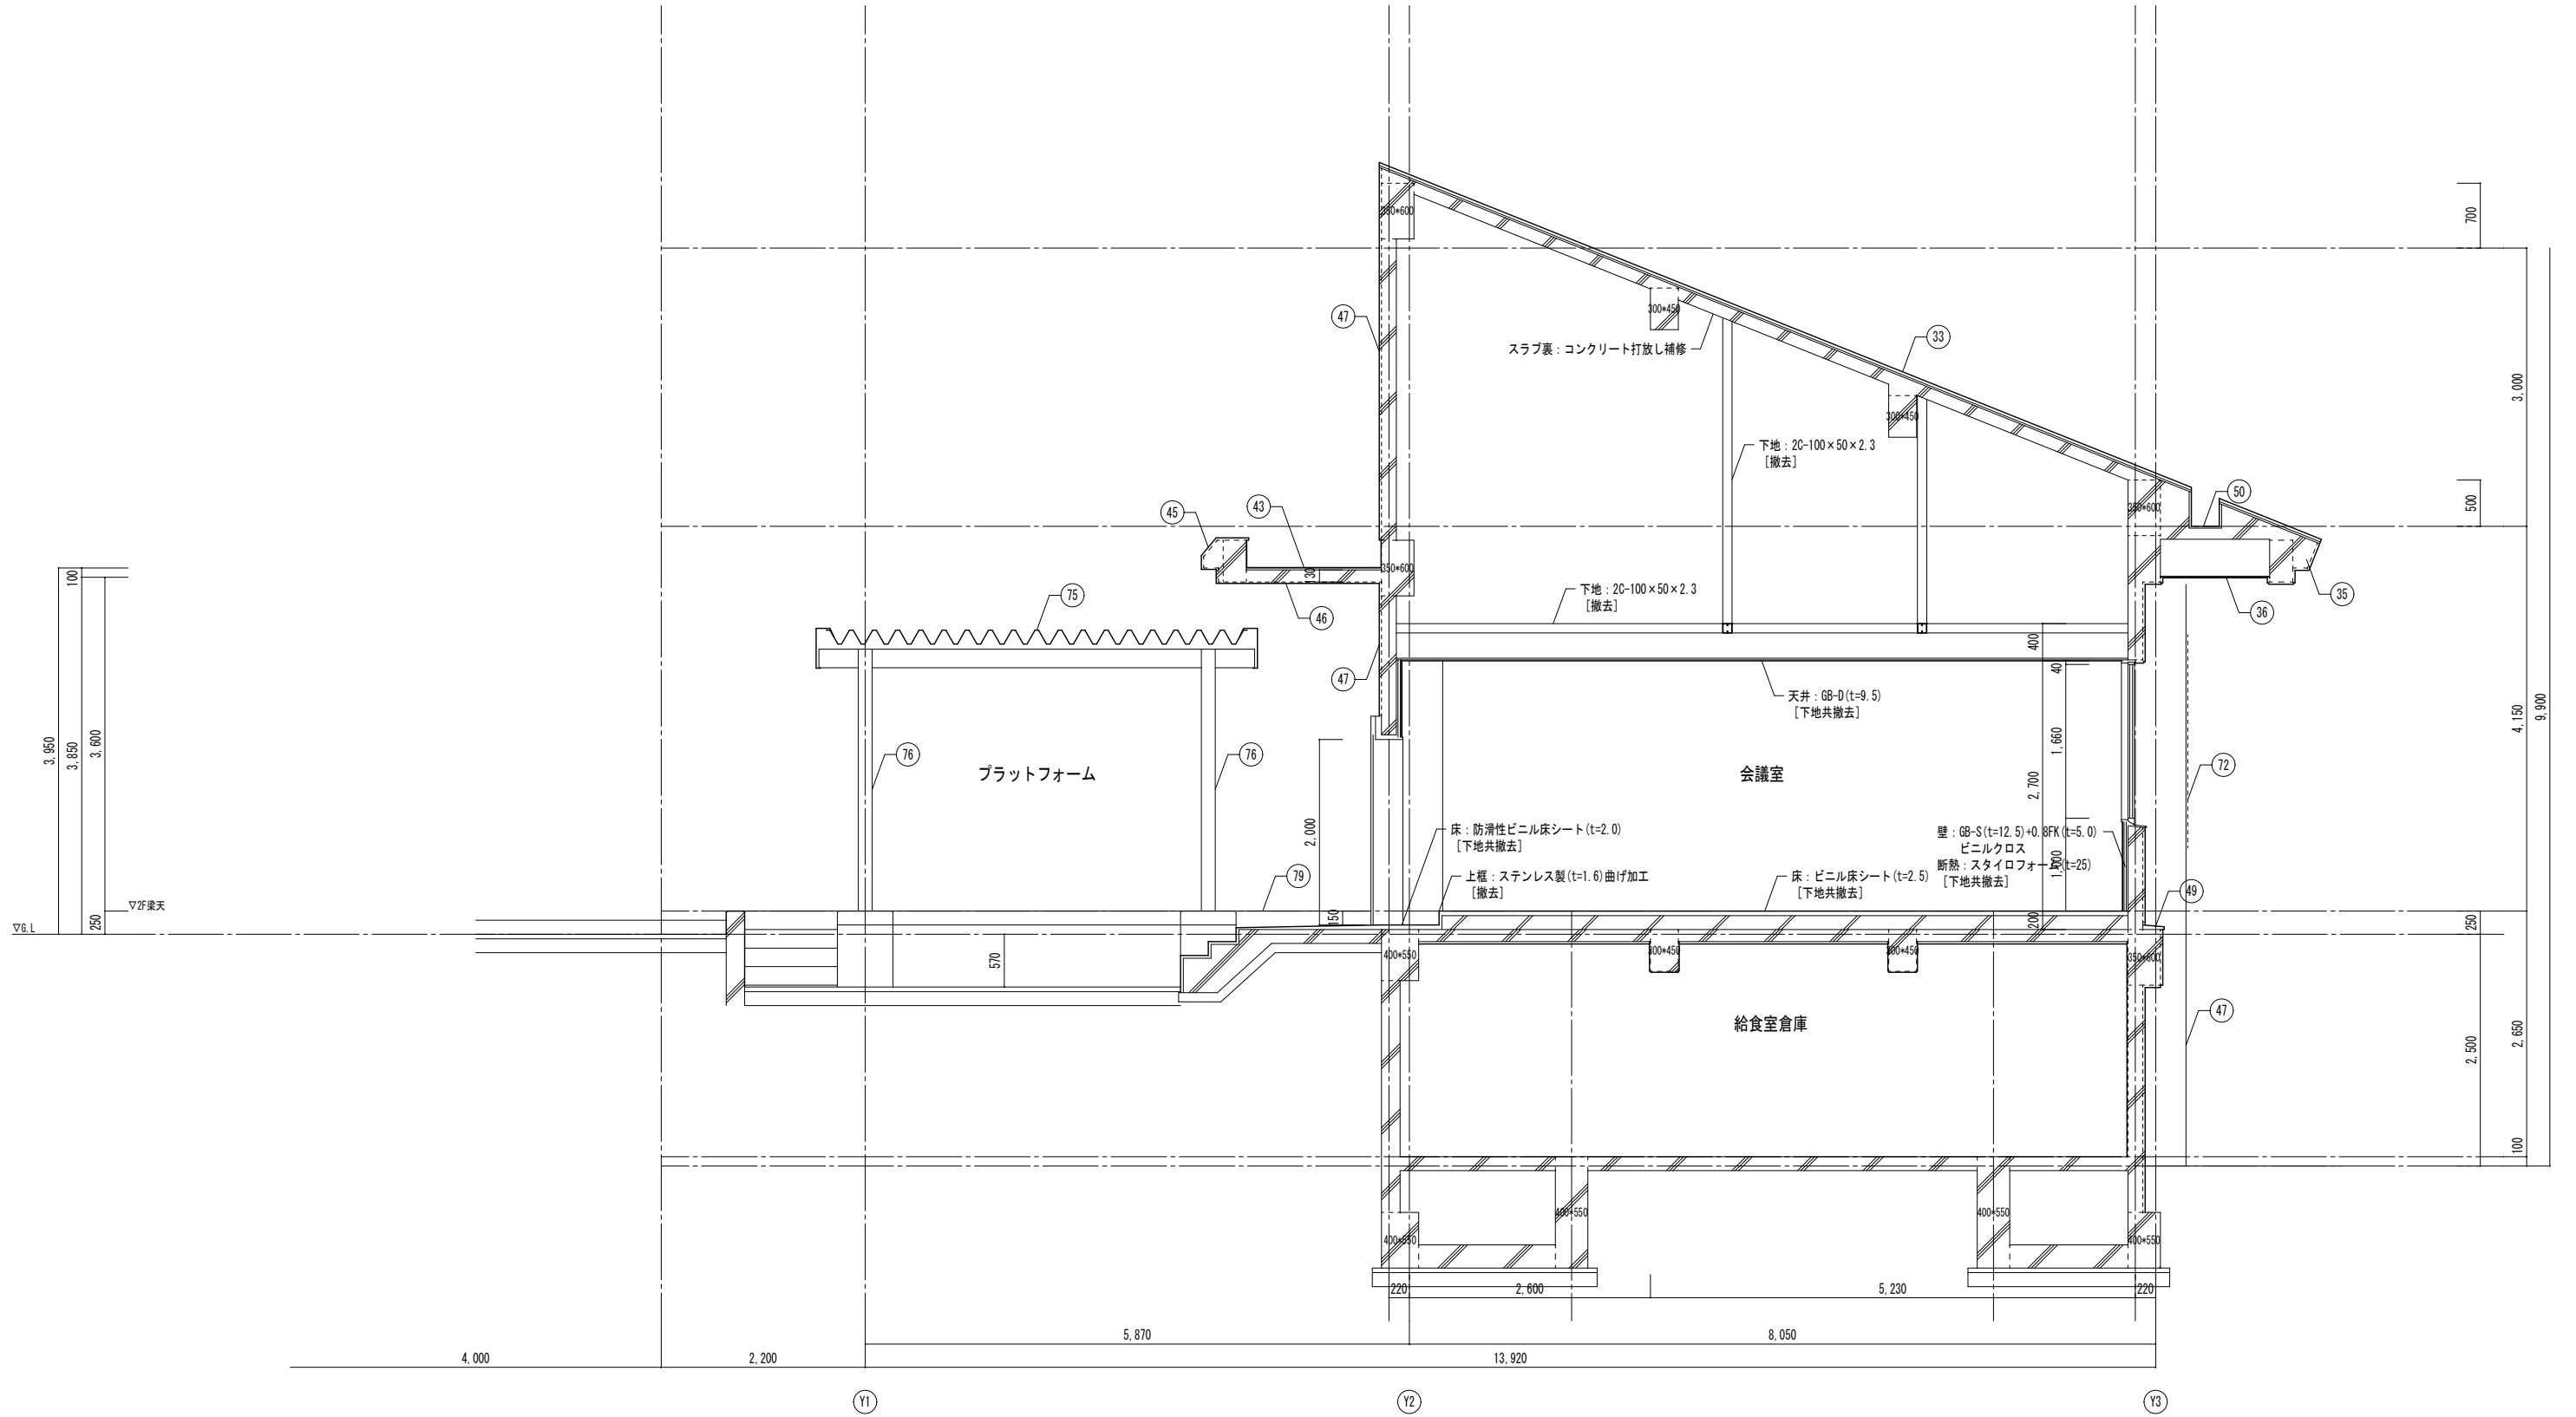 700
350*600
47
300*450
33
スラブ裏：コンクリート打放し補修
3,000
300*450
下地：2C-100×50×2.3
[撤去]
50
500
350*600
45
43
130
350*600
100
下地：2C-100×50×2.3
[撤去]
75
46
36
35
400
40
47
天井：GB-D(t=9.5)
[下地共撤去]
4,150
9,900
3,950
3,850
3,600
76
プラットフォーム
76
会議室
1,660
2,700
72
2,000
床：防滑性ビニル床シート(t=2.0)
[下地共撤去]
壁：GB-S(t=12.5)+0.8FK(t=5.0)
ビニルクロス
断熱：スタイロフォーム(t=25)
[下地共撤去]
79
上框：ステンレス製(t=1.6)曲げ加工
[撤去]
床：ビニル床シート(t=2.5)
[下地共撤去]
49
▽2F梁天
▽G.L
250
150
200
250
570
400*550
300*450
300*450
350*600
給食室倉庫
47
2,500
2,650
100
400*550
400*550
400*550
400*550
220
2,600
5,230
220
5,870
8,050
4,000
2,200
13,920
Y1
Y2
Y3